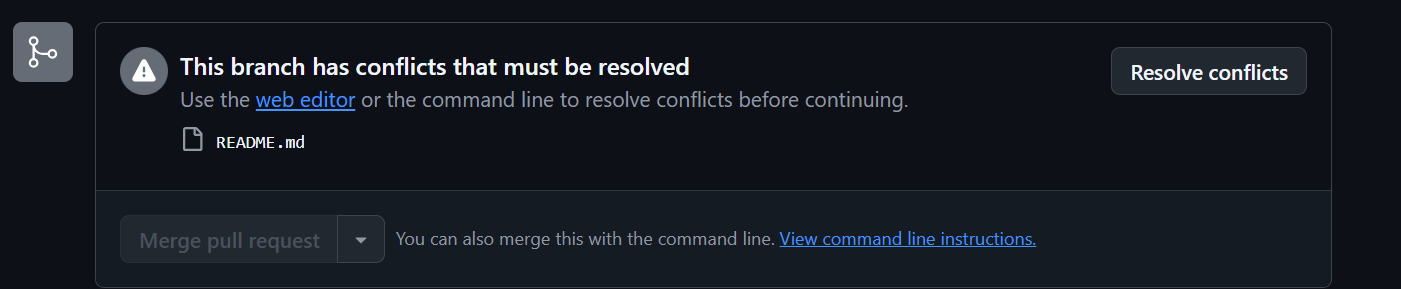 This branch has conflicts that must be resolved
Resolve conflicts
Use the web editor or the command line to resolve conflicts before continuing.
README.md
Merge pull request
You can also merge this with the command line. View command line instructions.